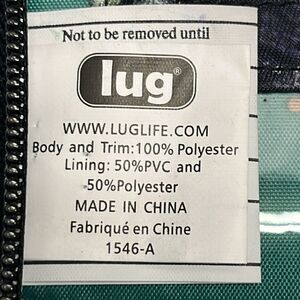 Not to be removed until
lug®
WWW.LUGLIFE.COM
Body and Trim:100% Polyester
Lining: 50%PVC and
50%Polyester
MADE IN CHINA
Fabriqué en Chine
1546-A